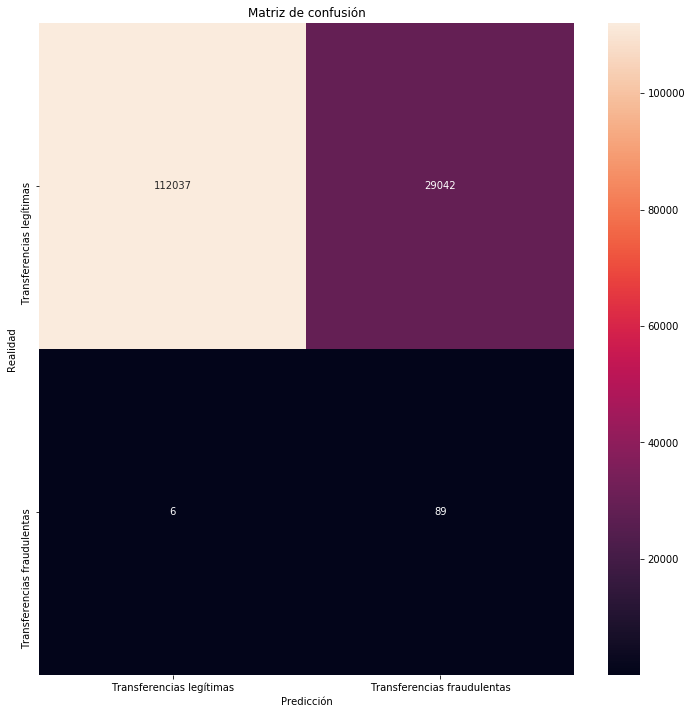 Matriz de confusión
Realidad
Transferencias legítimas
112037
29042
Transferencias fraudulentas
6
89
Transferencias legítimas
Transferencias fraudulentas
Predicción
100000
80000
60000
40000
20000